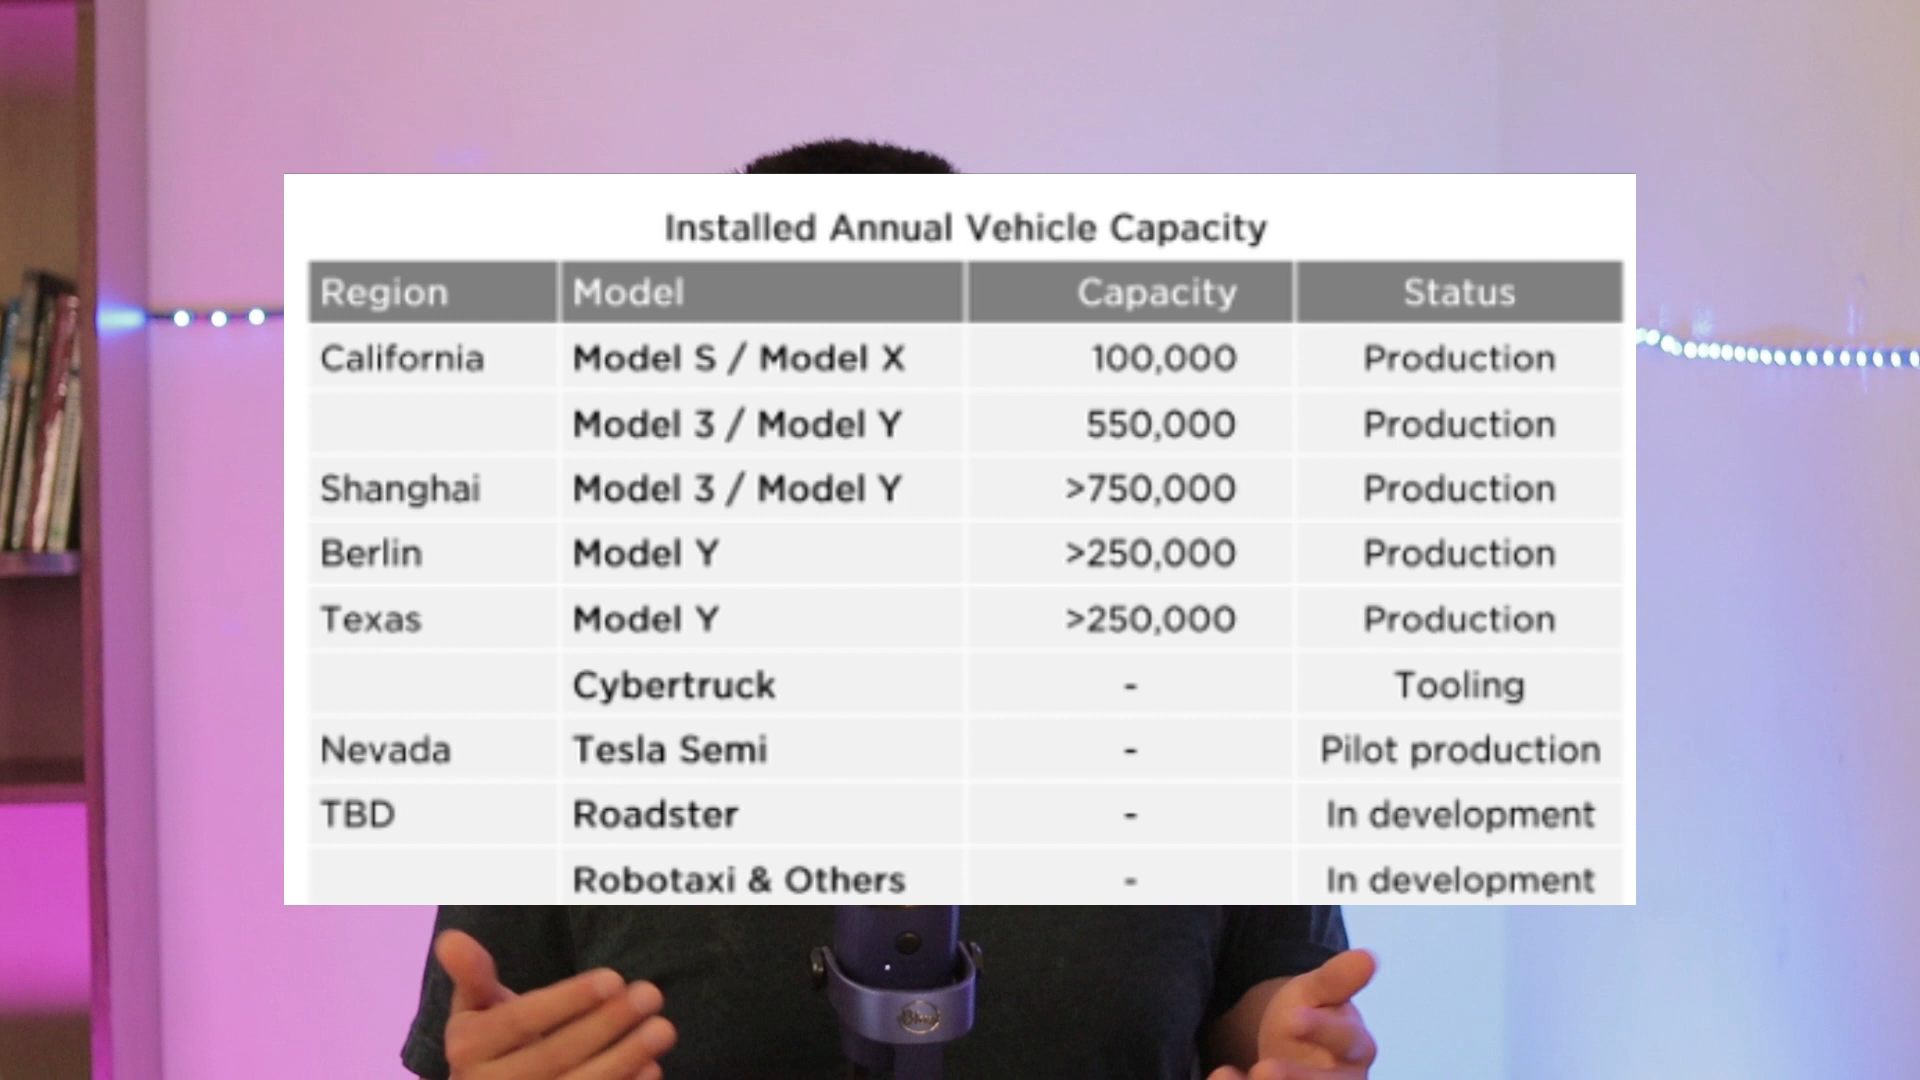 Installed Annual Vehicle Capacity
Region Model Capacity Status
California Model S / Model X 100,000 Production
Model 3 / Model Y 550,000 Production
Shanghai Model 3 / Model Y >750,000 Production
Berlin Model Y >250,000 Production
Texas Model Y >250,000 Production
Cybertruck - Tooling
Nevada Tesla Semi - Pilot production
TBD Roadster - In development
Robotaxi & Others - In development
Blue